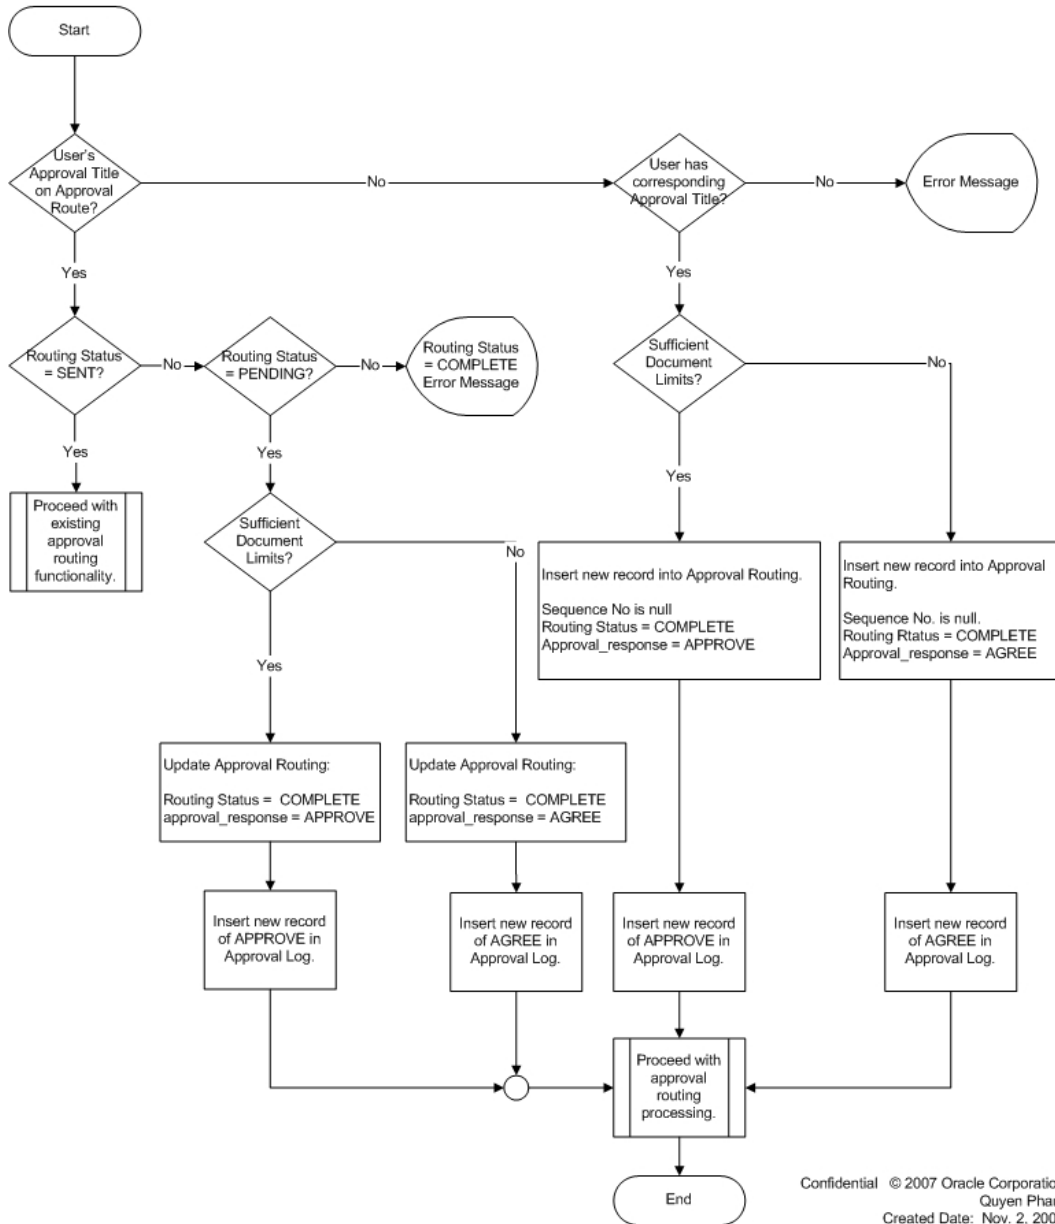 Start
User's
Approval Title
on Approval
Route?
No
User has
corresponding
Approval Title?
No
Error Message
Yes
Yes
Routing Status
= SENT?
No
Routing Status
= PENDING?
No
Routing Status
= COMPLETE
Error Message
Sufficient
Document
Limits?
No
Yes
Yes
Yes
Proceed with
existing
approval
routing
functionality.
Sufficient
Document
Limits?
No
Insert new record into Approval Routing.
Sequence No is null
Routing Status = COMPLETE
Approval_response = APPROVE
Insert new record into Approval
Routing.
Sequence No. is null.
Routing Rtatus = COMPLETE
Approval_response = AGREE
Yes
Update Approval Routing:
Routing Status = COMPLETE
approval_response = APPROVE
Update Approval Routing:
Routing Status = COMPLETE
approval_response = AGREE
Insert new record
of APPROVE in
Approval Log.
Insert new record
of AGREE in
Approval Log.
Insert new record
of APPROVE in
Approval Log.
Insert new record
of AGREE in
Approval Log.
Proceed with
approval
routing
processing.
End
Confidential © 2007 Oracle Corporatio
Quyen Pha
Created Date: Nov. 2, 200